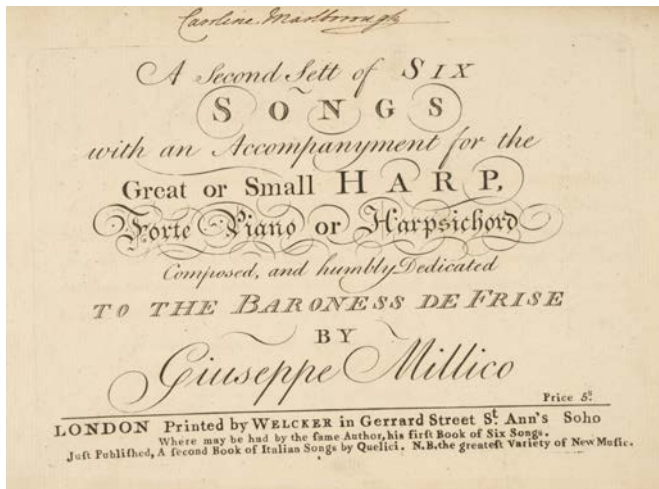 Caroline Marlborough
A Second Sett of SIX
SONGS
with an Accompanyment for the
Great or Small HARP,
Forte Piano or Harpsichord
Composed, and humbly Dedicated
TO THE BARONESS DE FRISE
BY
Giuseppe Millico
Price 5s.
LONDON Printed by WELCKER in Gerrard Street St. Ann's Soho
Where may be had by the ſame Author, his firſt Book of Six Songs.
Juſt Publiſhed, A ſecond Book of Italian Songs by Quelici. N.B. the greateſt Variety of New Muſic.